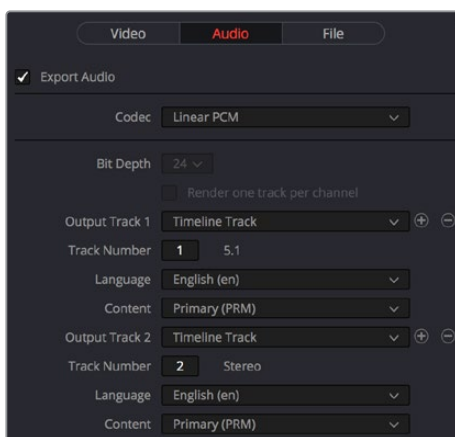 Video Audio File
Export Audio
Codec Linear PCM
Bit Depth 24
Render one track per channel
Output Track 1 Timeline Track
Track Number 1 5.1
Language English (en)
Content Primary (PRM)
Output Track 2 Timeline Track
Track Number 2 Stereo
Language English (en)
Content Primary (PRM)